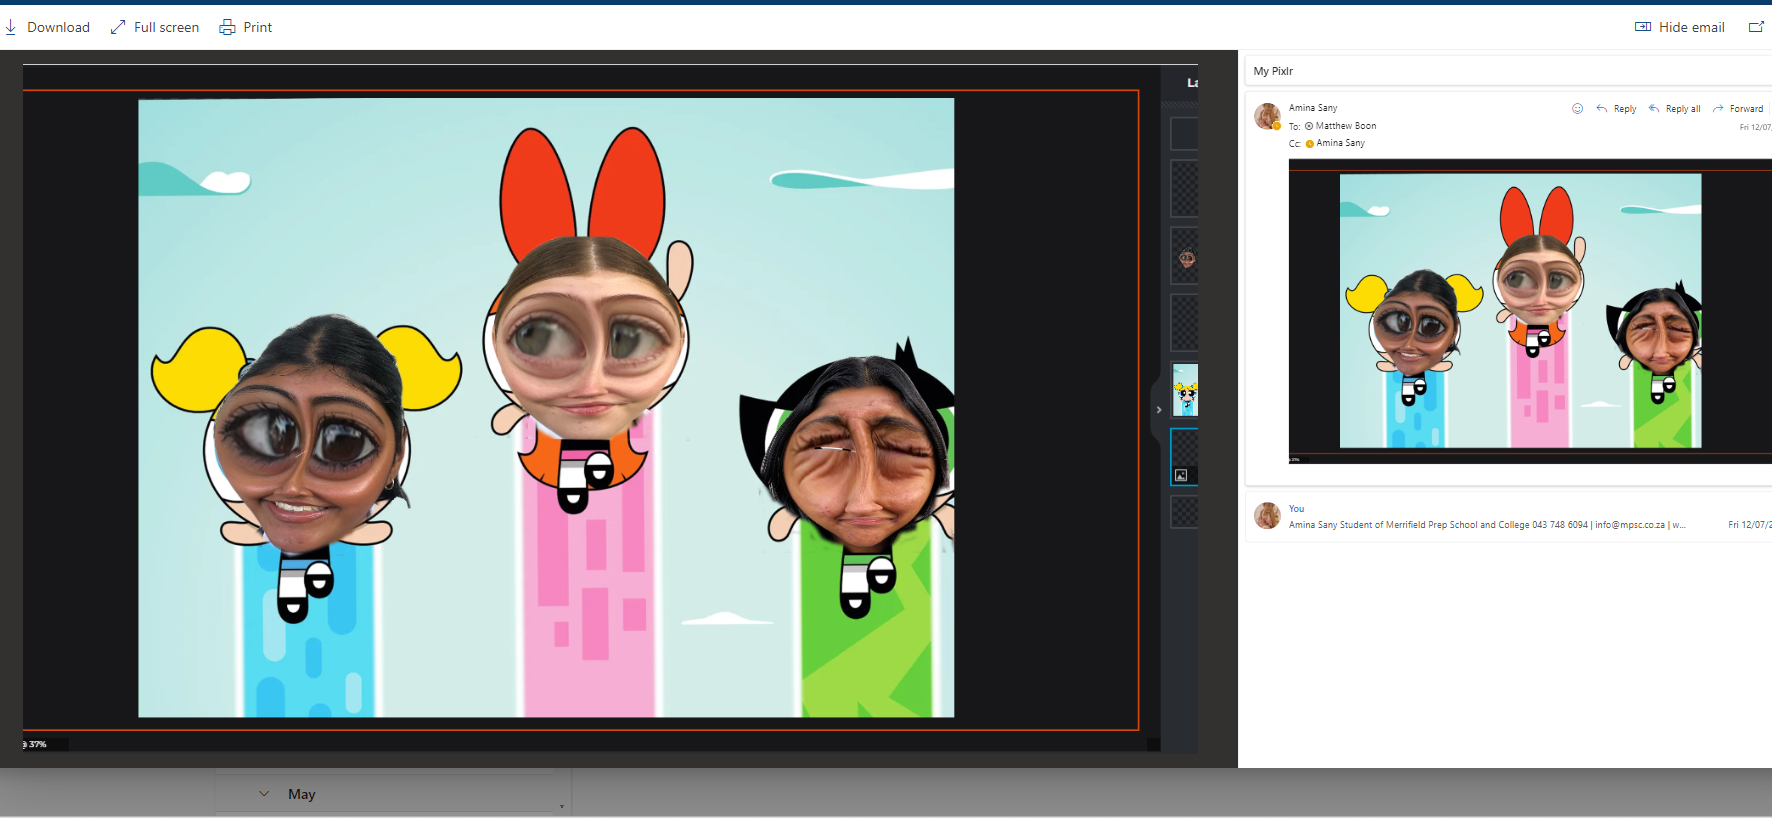 Download Full screen Print Hide email
La
My Pixlr
Amina Sany
Reply Reply all Forward
To: Matthew Boon
Fri 12/07/
Cc: Amina Sany
37%
You
Amina Sany Student of Merrifield Prep School and College 043 748 6094 | info@mpsc.co.za | w...
Fri 12/07/2
@ 37%
May